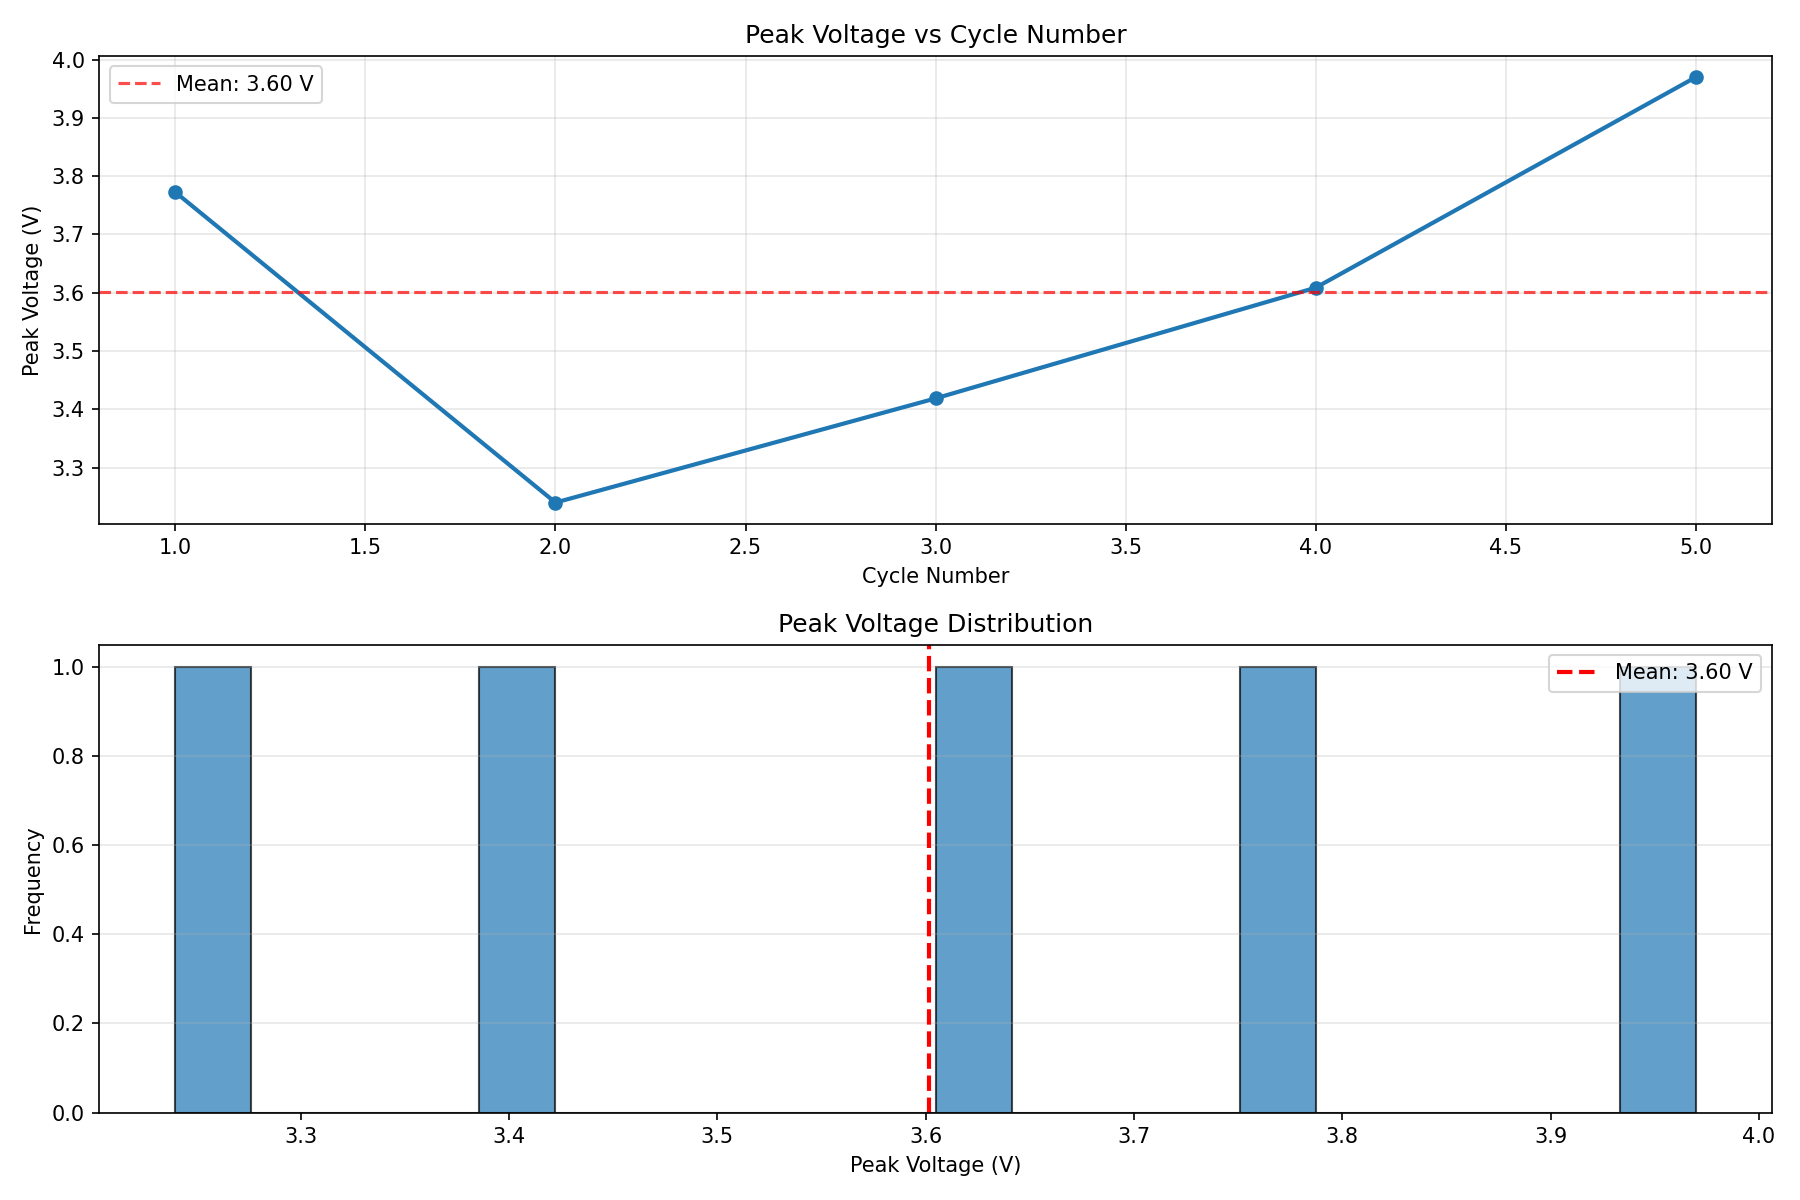 Peak Voltage vs Cycle Number
Mean: 3.60 V
4.0
3.9
3.8
3.7
3.6
3.5
3.4
3.3
Peak Voltage (V)
1.0 1.5 2.0 2.5 3.0 3.5 4.0 4.5 5.0
Cycle Number
Peak Voltage Distribution
Mean: 3.60 V
1.0
0.8
0.6
0.4
0.2
0.0
Frequency
3.3 3.4 3.5 3.6 3.7 3.8 3.9 4.0
Peak Voltage (V)